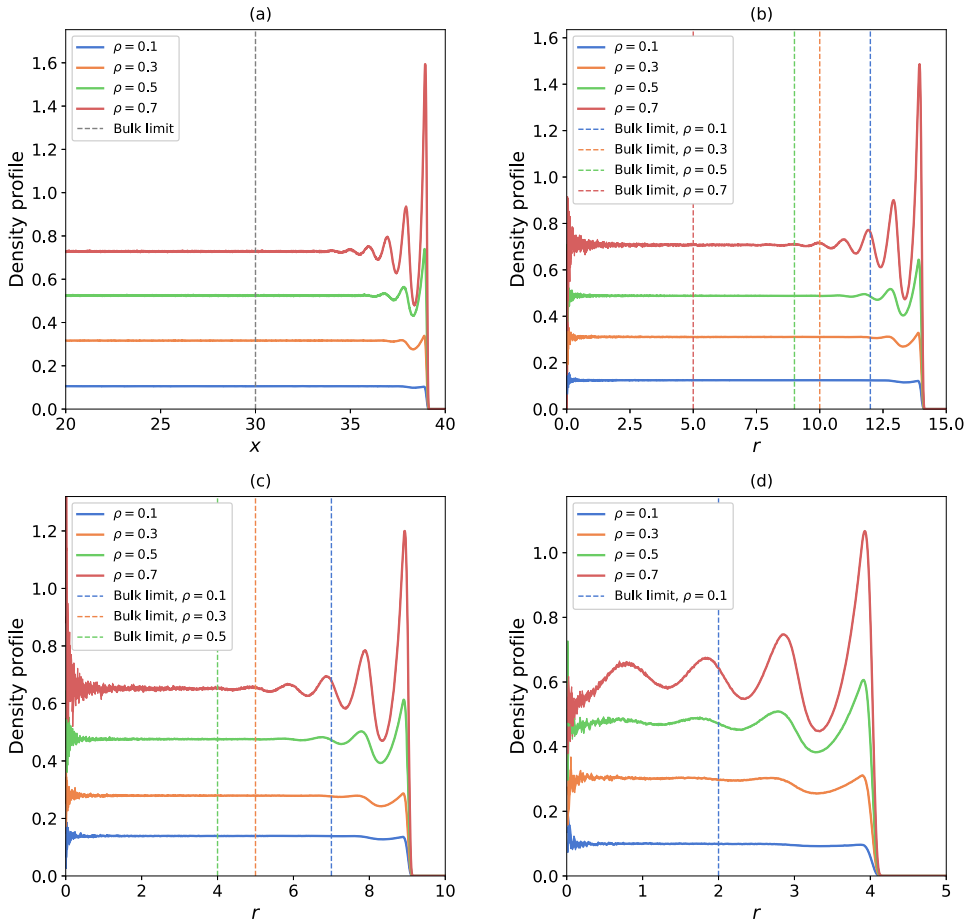 (a)
Density profile
1.6
1.4
1.2
1.0
0.8
0.6
0.4
0.2
0.0
ρ = 0.1
ρ = 0.3
ρ = 0.5
ρ = 0.7
Bulk limit
20
25
30
35
40
x
(b)
Density profile
1.6
1.4
1.2
1.0
0.8
0.6
0.4
0.2
0.0
ρ = 0.1
ρ = 0.3
ρ = 0.5
ρ = 0.7
Bulk limit, ρ = 0.1
Bulk limit, ρ = 0.3
Bulk limit, ρ = 0.5
Bulk limit, ρ = 0.7
0.0
2.5
5.0
7.5
10.0
12.5
15.0
r
(c)
Density profile
1.2
1.0
0.8
0.6
0.4
0.2
0.0
ρ = 0.1
ρ = 0.3
ρ = 0.5
ρ = 0.7
Bulk limit, ρ = 0.1
Bulk limit, ρ = 0.3
Bulk limit, ρ = 0.5
0
2
4
6
8
10
r
(d)
Density profile
1.0
0.8
0.6
0.4
0.2
0.0
ρ = 0.1
ρ = 0.3
ρ = 0.5
ρ = 0.7
Bulk limit, ρ = 0.1
0
1
2
3
4
5
r